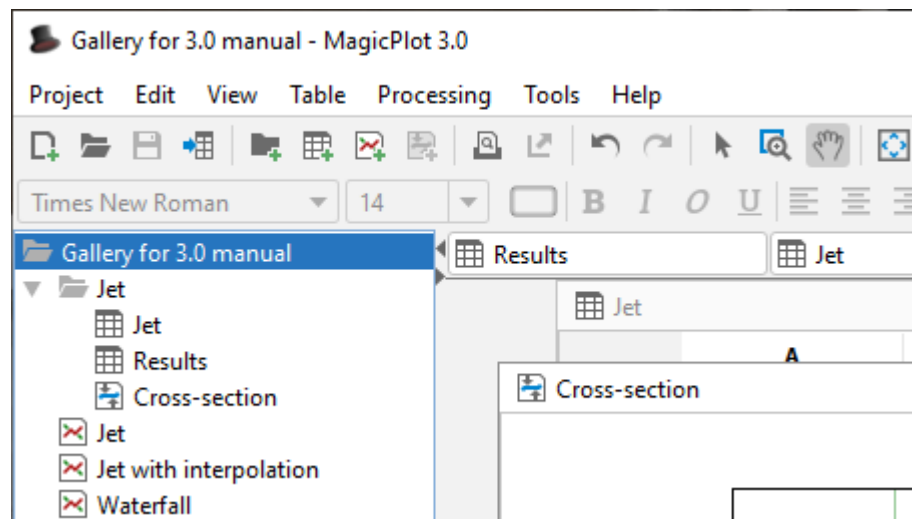 Gallery for 3.0 manual - MagicPlot 3.0
Project Edit View Table Processing Tools Help
Times New Roman 14 B I O U
Gallery for 3.0 manual Results Jet
Jet
Jet
Jet
A
Results
Cross-section
Cross-section
Jet
Jet with interpolation
Waterfall